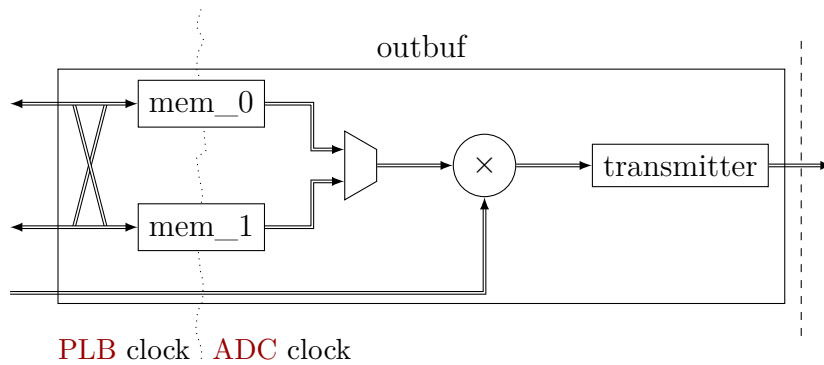 outbuf
mem_0
×
transmitter
mem_1
PLB clock ADC clock